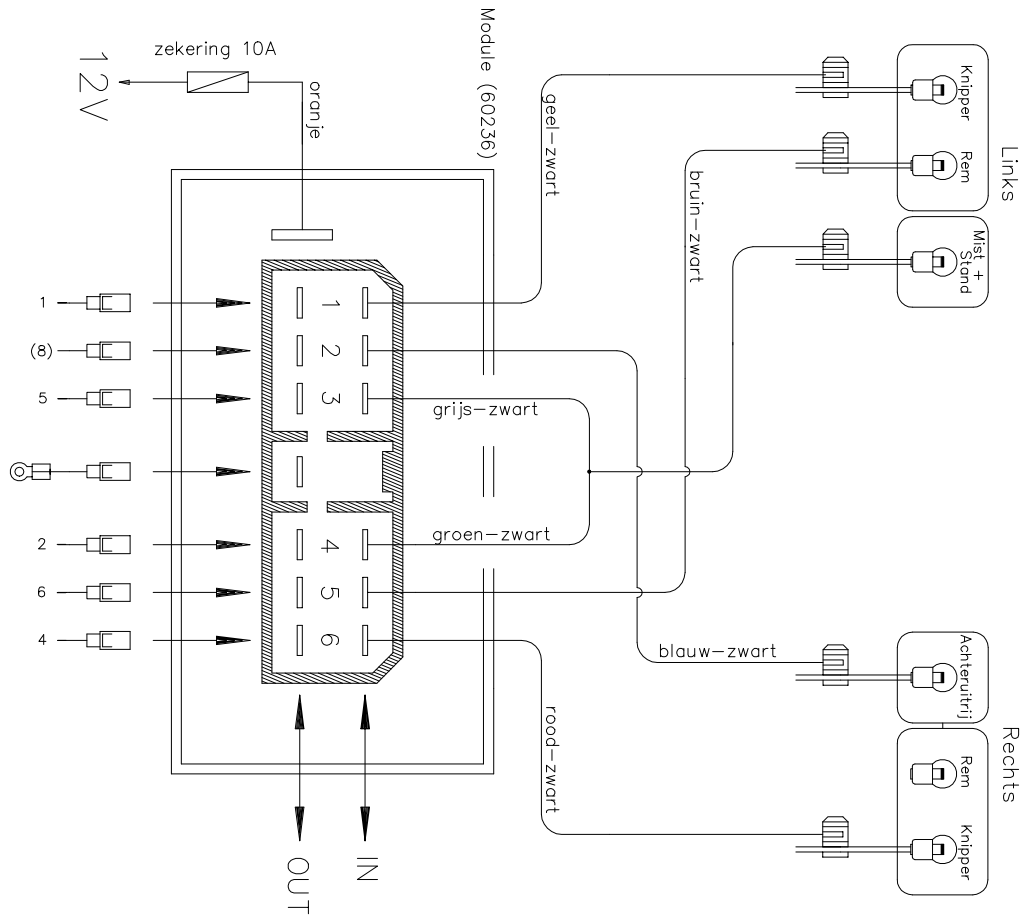 Module (60236)
zekering 10A
12V
oranje
geel-zwart
bruin-zwart
Links
Knipper
Rem
Mist +
Stand
1
(8)
5
2
6
4
1
2
3
4
5
6
grijs-zwart
groen-zwart
blauw-zwart
rood-zwart
Rechts
Achteruitrij
Rem
Knipper
IN
OUT